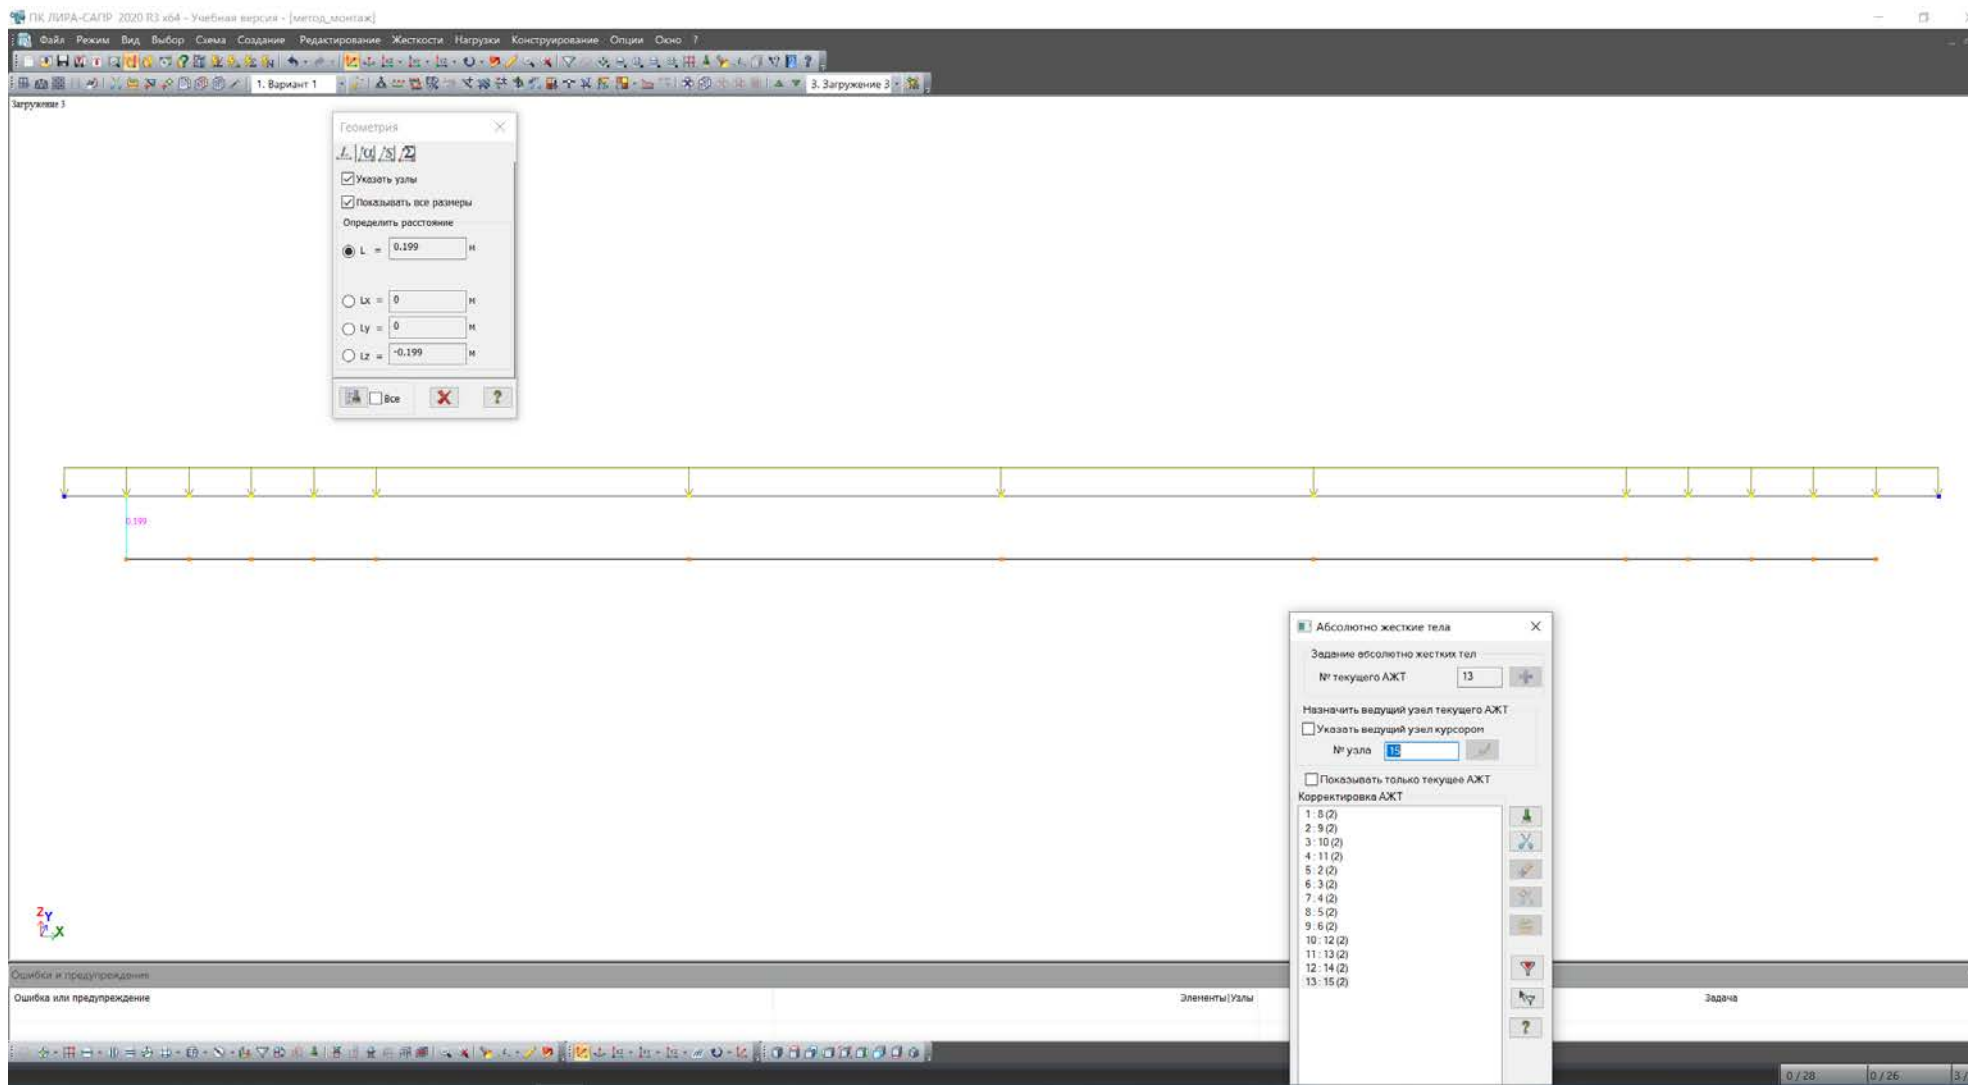 ПК ЛИРА-САПР 2020 R3 x64 - Учебная версия - [метод_монтаж]
Файл Режим Вид Выбор Схема Создание Редактирование Жесткости Нагрузки Конструирование Опции Окно ?
1. Вариант 1
3. Загружение 3
Загружение 3
Геометрия
Указать узлы
Показывать все размеры
Определить расстояние
L = 0.199 м
Lx = 0 м
Ly = 0 м
Lz = -0.199 м
Все
?
0.199
Абсолютно жесткие тела
Задание абсолютно жестких тел
№ текущего АЖТ 13
Назначить ведущий узел текущего АЖТ
Указать ведущий узел курсором
№ узла 15
Показывать только текущее АЖТ
Корректировка АЖТ
1 : 8 (2)
2 : 9 (2)
3 : 10 (2)
4 : 11 (2)
5 : 2 (2)
6 : 3 (2)
7 : 4 (2)
8 : 5 (2)
9 : 6 (2)
10 : 12 (2)
11 : 13 (2)
12 : 14 (2)
13 : 15 (2)
?
Z Y
X
Ошибки и предупреждения
Ошибка или предупреждение Элементы|Узлы Задача
0 / 28 0 / 26 3 /